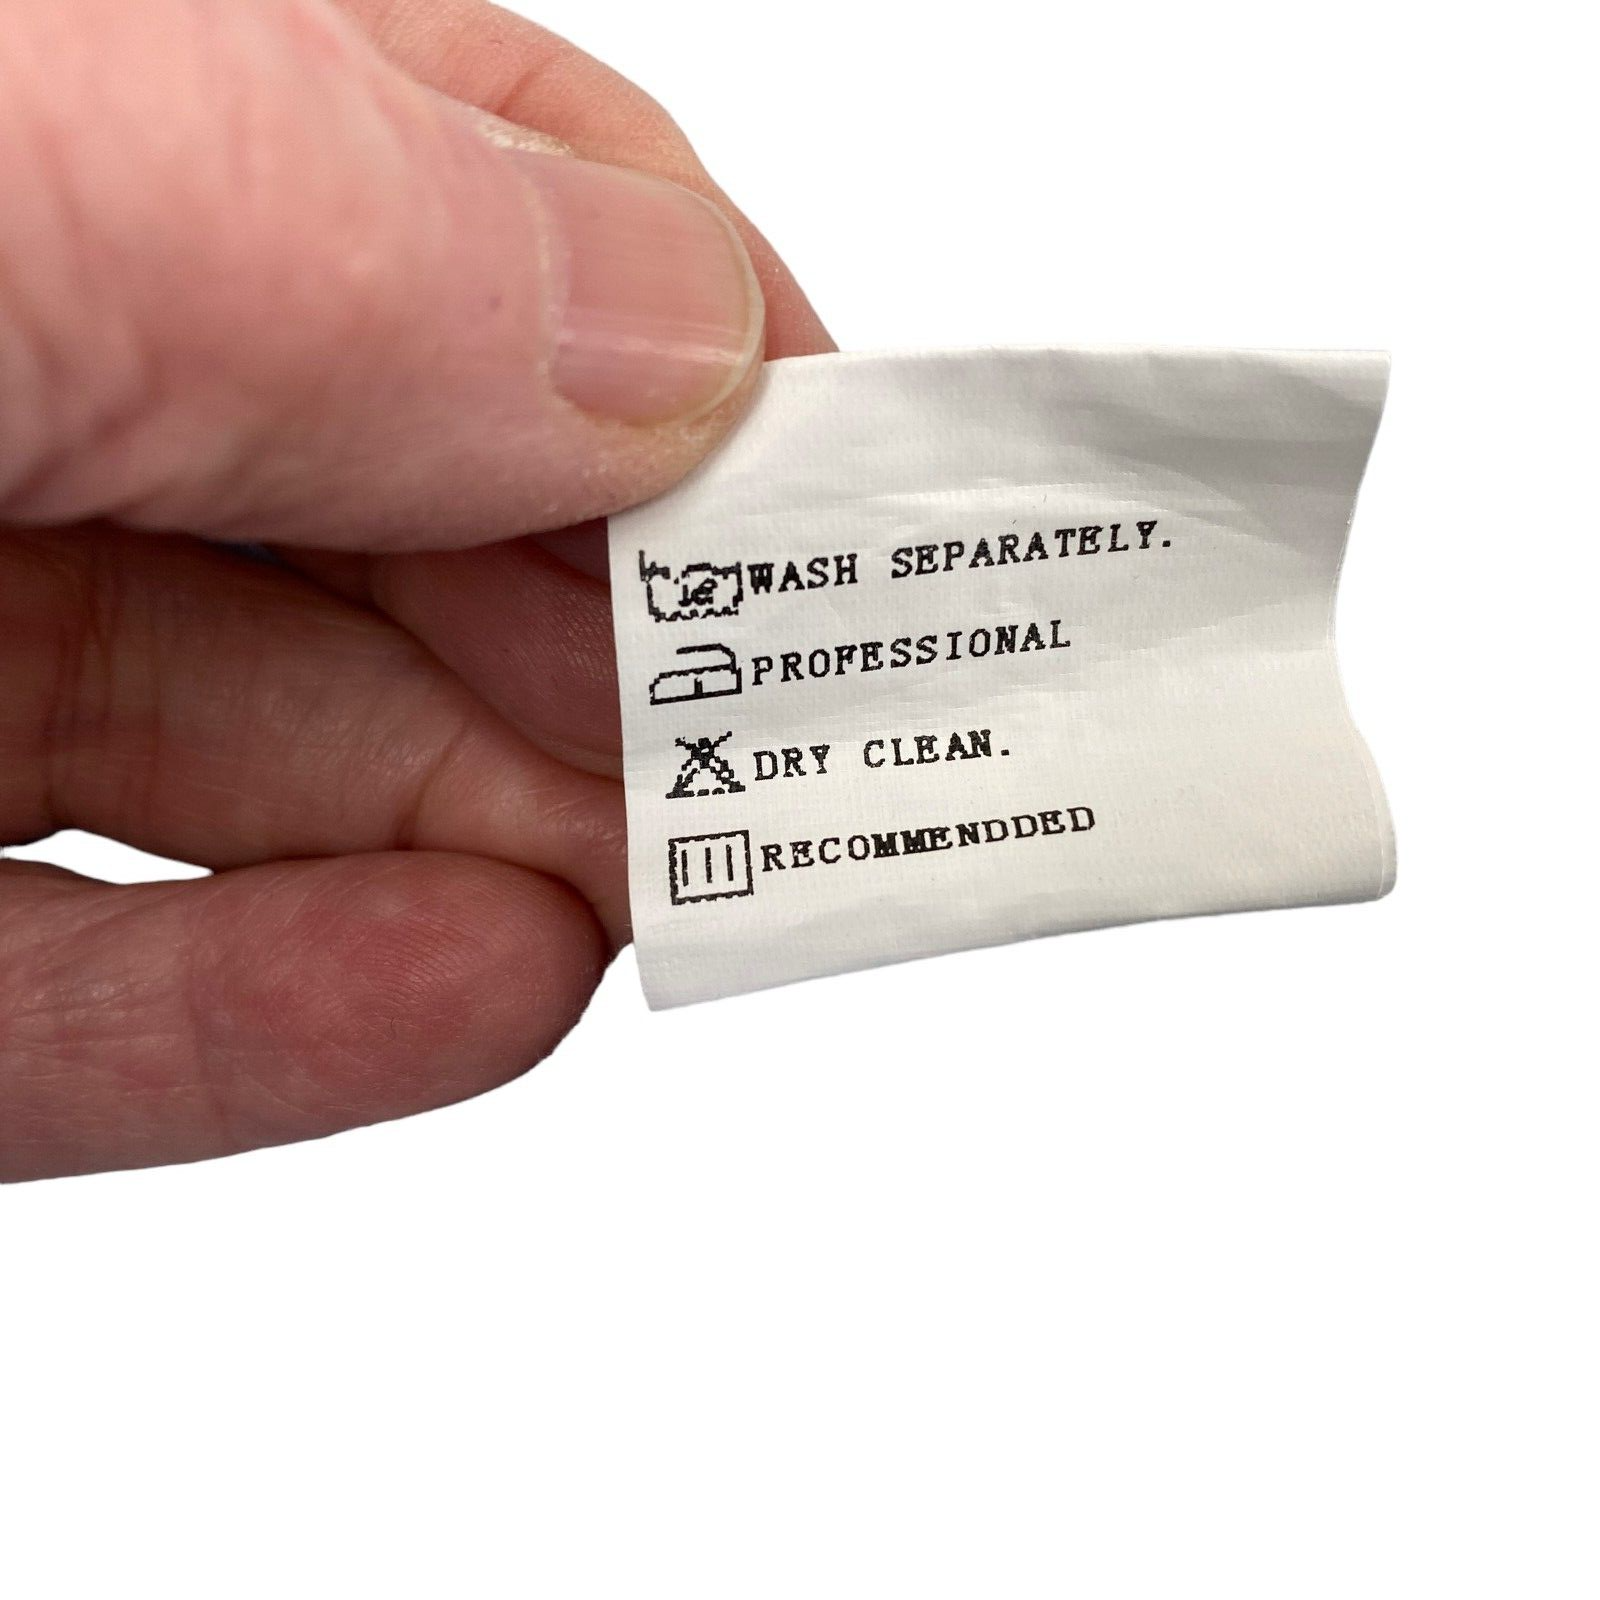 WASH SEPARATELY.
PROFESSIONAL
DRY CLEAN.
RECOMMENDDED